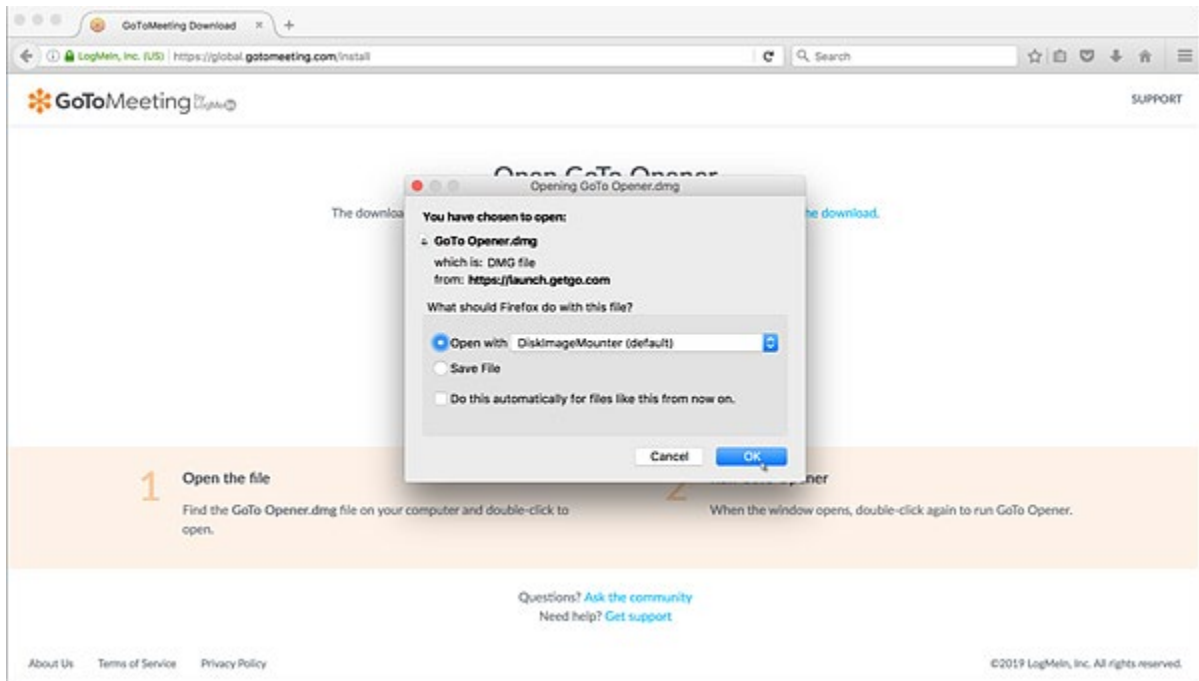 GoToMeeting Download
LogMeIn, Inc. (US) https://global.gotomeeting.com/install
Search
GoToMeeting by LogMeIn
SUPPORT
Open GoTo Opener
Opening GoTo Opener.dmg
The downloa
he download.
You have chosen to open:
GoTo Opener.dmg
which is: DMG file
from: https://launch.getgo.com
What should Firefox do with this file?
Open with DiskImageMounter (default)
Save File
Do this automatically for files like this from now on.
Cancel OK
1 Open the file
Find the GoTo Opener.dmg file on your computer and double-click to
open.
2
ner
When the window opens, double-click again to run GoTo Opener.
Questions? Ask the community
Need help? Get support
About Us Terms of Service Privacy Policy
©2019 LogMeIn, Inc. All rights reserved.